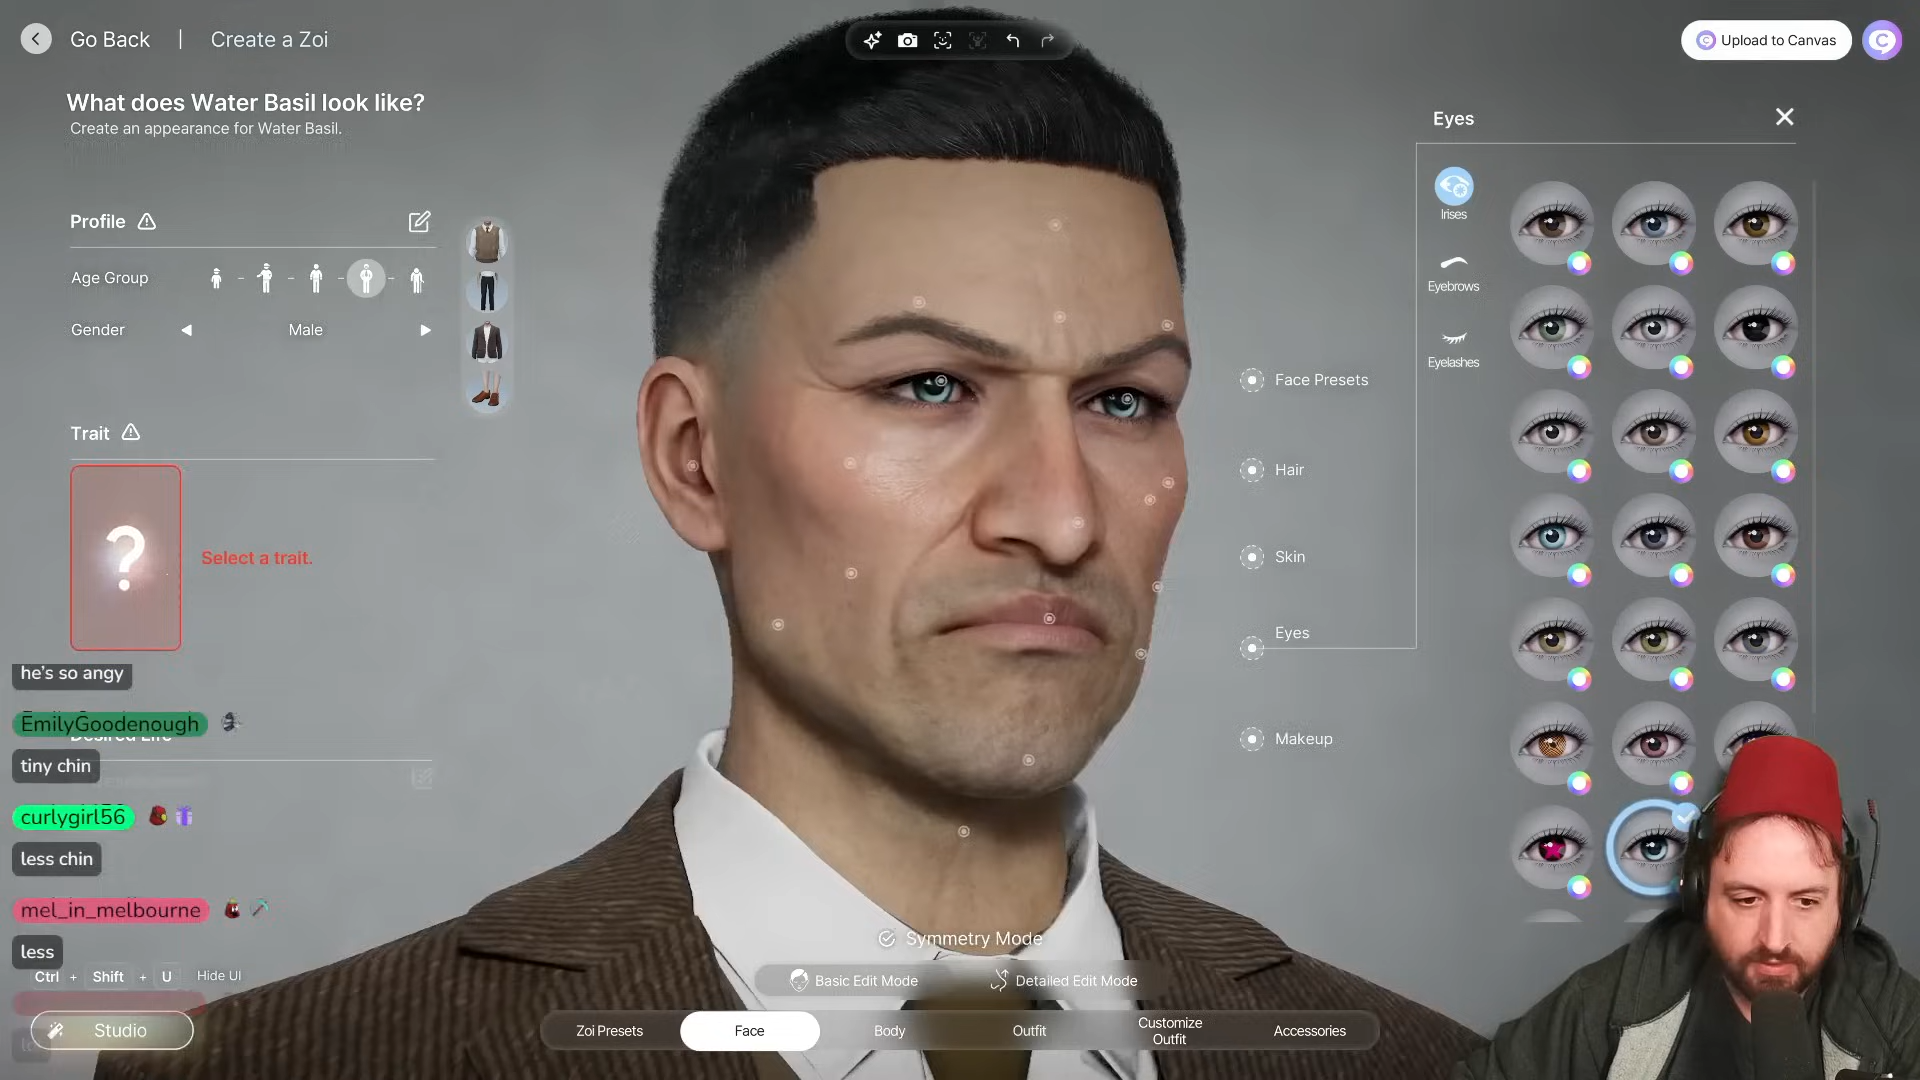 Go Back | Create a Zoi
Upload to Canvas
What does Water Basil look like?
Create an appearance for Water Basil.
Profile
Age Group
Gender
Male
Trait
Select a trait.
he's so angy
EmilyGoodenough
Desired Life
tiny chin
curlygirl56
less chin
mel_in_melbourne
less
Ctrl + Shift + U Hide UI
Studio
Face Presets
Hair
Skin
Eyes
Makeup
Eyes
Irises
Eyebrows
Eyelashes
Symmetry Mode
Basic Edit Mode
Detailed Edit Mode
Zoi Presets
Face
Body
Outfit
Customize
Outfit
Accessories